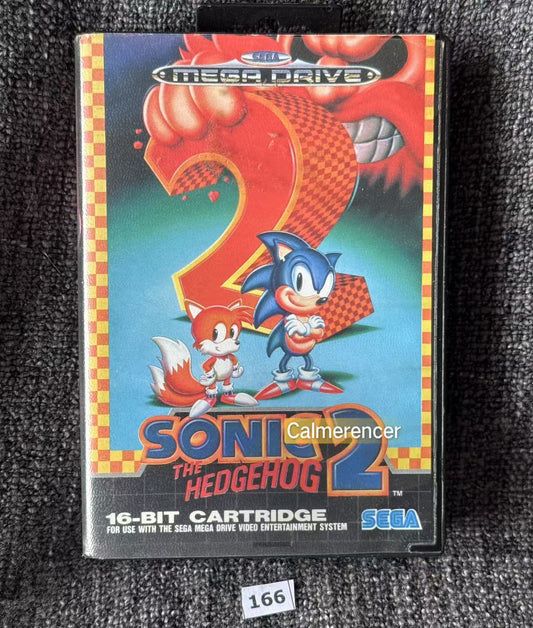 SEGA
MEGA DRIVE
2
Calmerencer
SONIC 2
THE
HEDGEHOG
TM
16-BIT CARTRIDGE
FOR USE WITH THE SEGA MEGA DRIVE VIDEO ENTERTAINMENT SYSTEM
SEGA
166